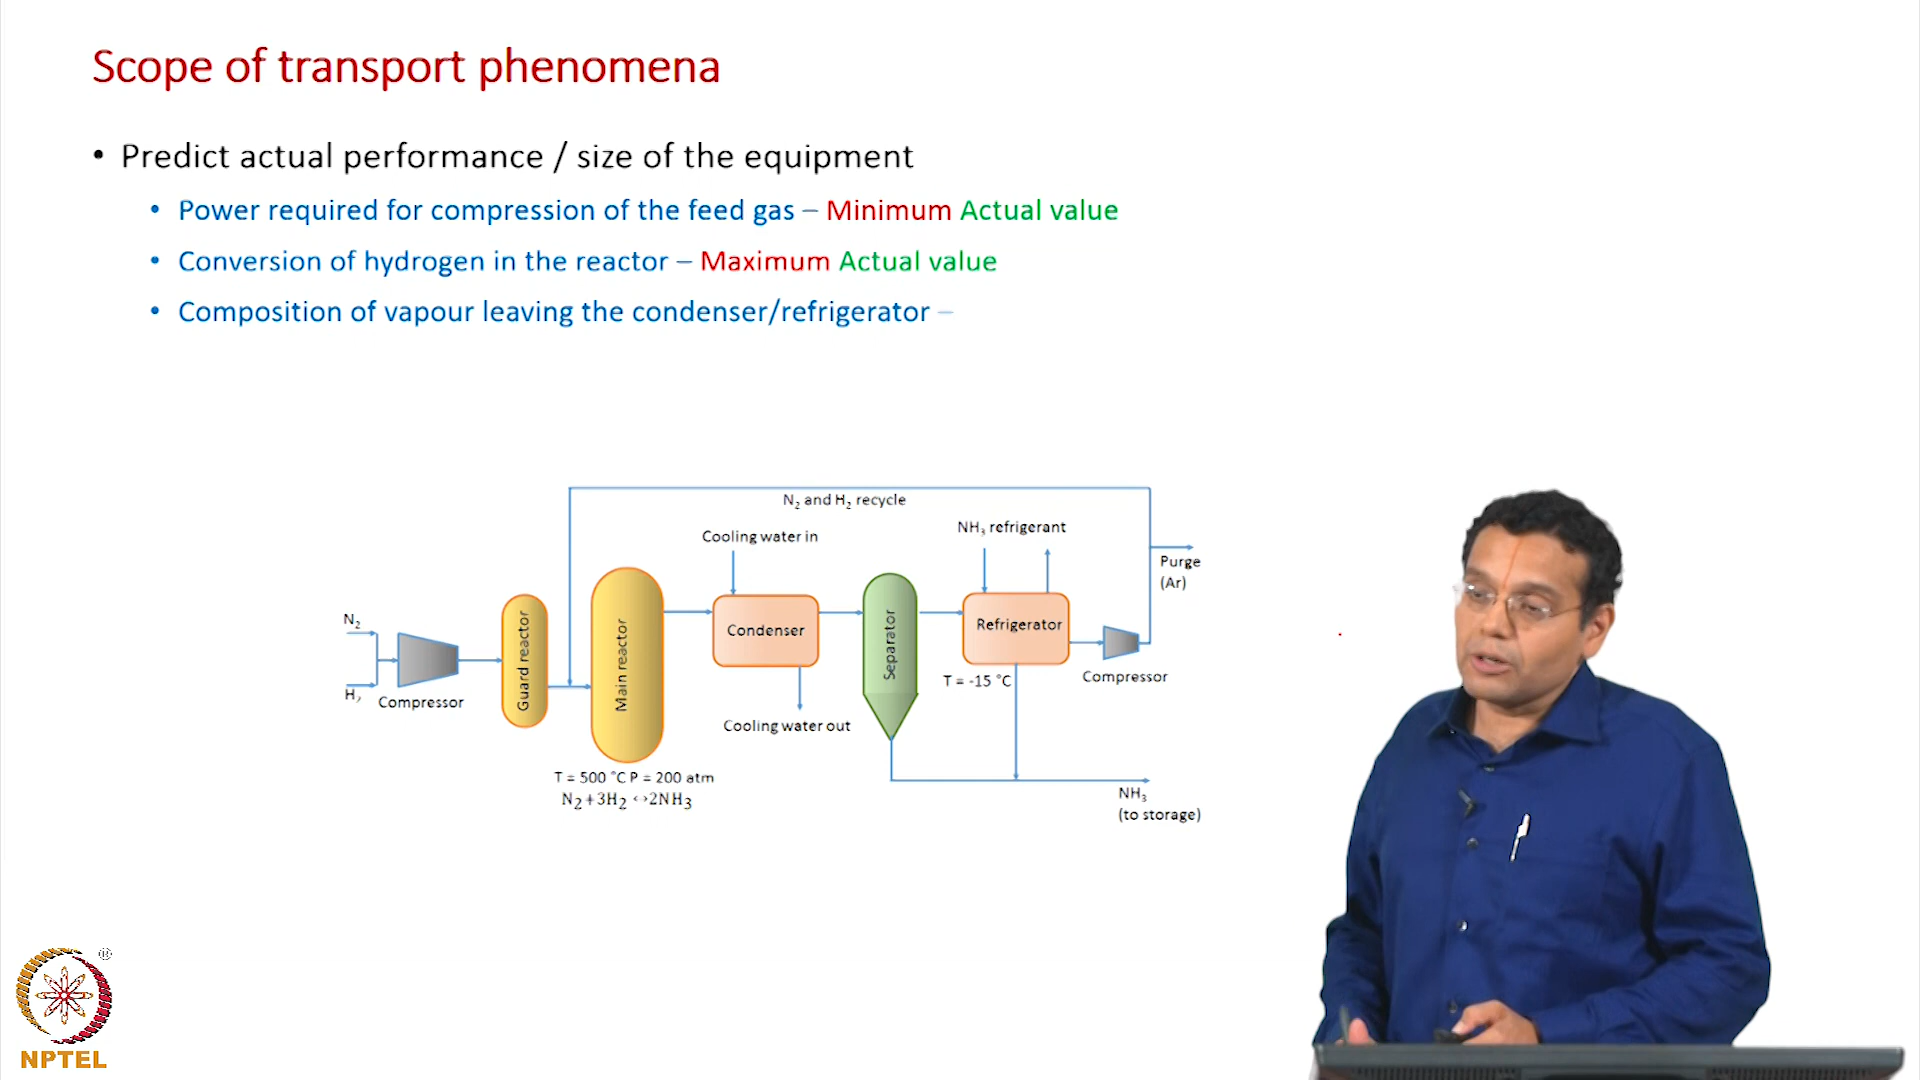 Scope of transport phenomena
• Predict actual performance / size of the equipment
• Power required for compression of the feed gas – Minimum Actual value
• Conversion of hydrogen in the reactor – Maximum Actual value
• Composition of vapour leaving the condenser/refrigerator –
N₂ and H₂ recycle
Cooling water in
NH₃ refrigerant
Purge
(Ar)
N₂
H₂
Compressor
Guard reactor
Main reactor
Condenser
Separator
Refrigerator
T = -15 °C
Compressor
Cooling water out
T = 500 °C P = 200 atm
N₂+3H₂ ↔2NH₃
NH₃
(to storage)
®
NPTEL